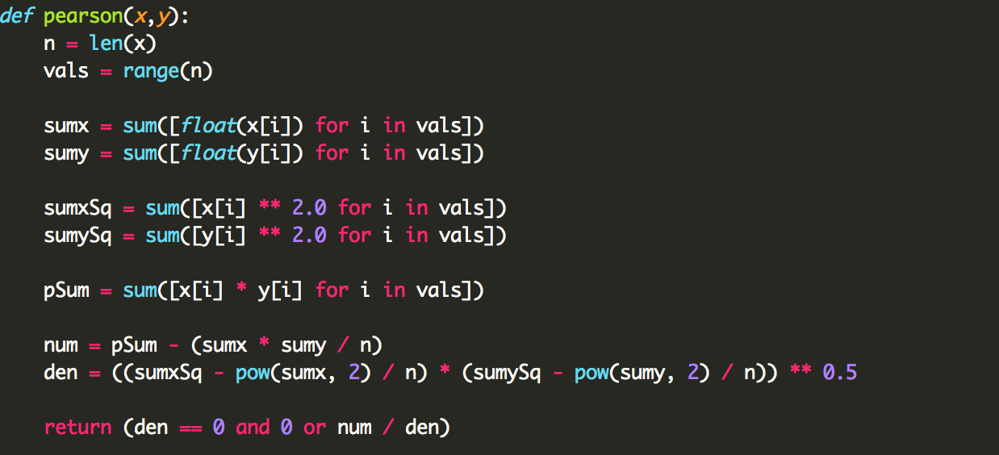 def pearson(x,y):
    n = len(x)
    vals = range(n)

    sumx = sum([float(x[i]) for i in vals])
    sumy = sum([float(y[i]) for i in vals])

    sumxSq = sum([x[i] ** 2.0 for i in vals])
    sumySq = sum([y[i] ** 2.0 for i in vals])

    pSum = sum([x[i] * y[i] for i in vals])

    num = pSum - (sumx * sumy / n)
    den = ((sumxSq - pow(sumx, 2) / n) * (sumySq - pow(sumy, 2) / n)) ** 0.5

    return (den == 0 and 0 or num / den)